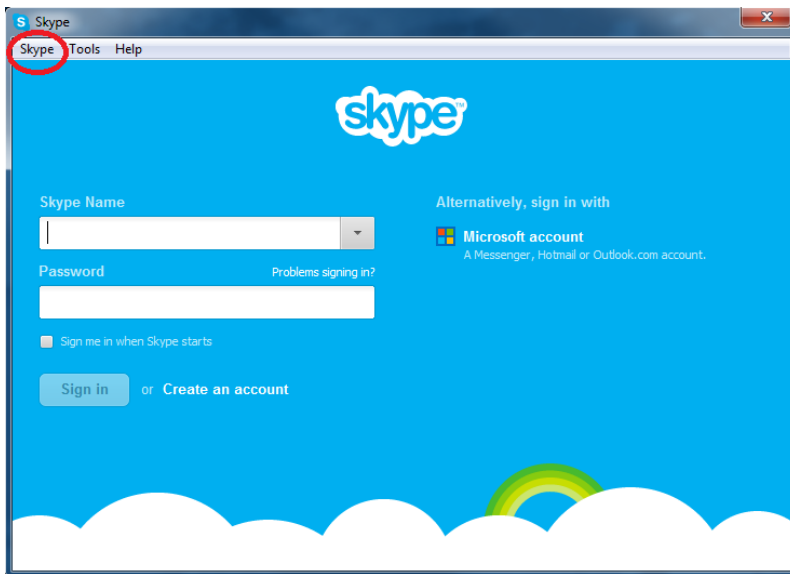 Skype
Skype Tools Help
skype™
Skype Name
Password
Problems signing in?
Sign me in when Skype starts
Sign in or Create an account
Alternatively, sign in with
Microsoft account
A Messenger, Hotmail or Outlook.com account.